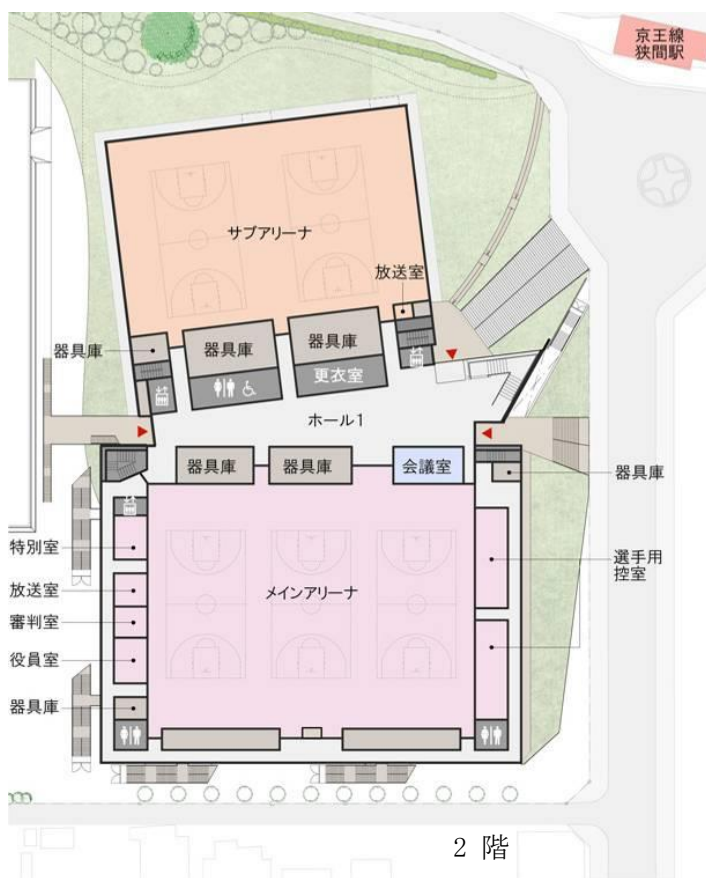 京王線
狭間駅
サブアリーナ
放送室
器具庫
器具庫
器具庫
更衣室
ホール1
器具庫
器具庫
会議室
器具庫
特別室
選手用
控室
放送室
メインアリーナ
審判室
役員室
器具庫
2 階